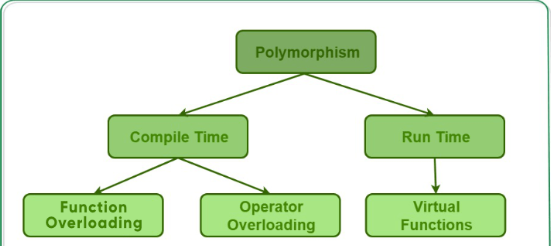 Polymorphism
Compile Time
Run Time
Function
Overloading
Operator
Overloading
Virtual
Functions